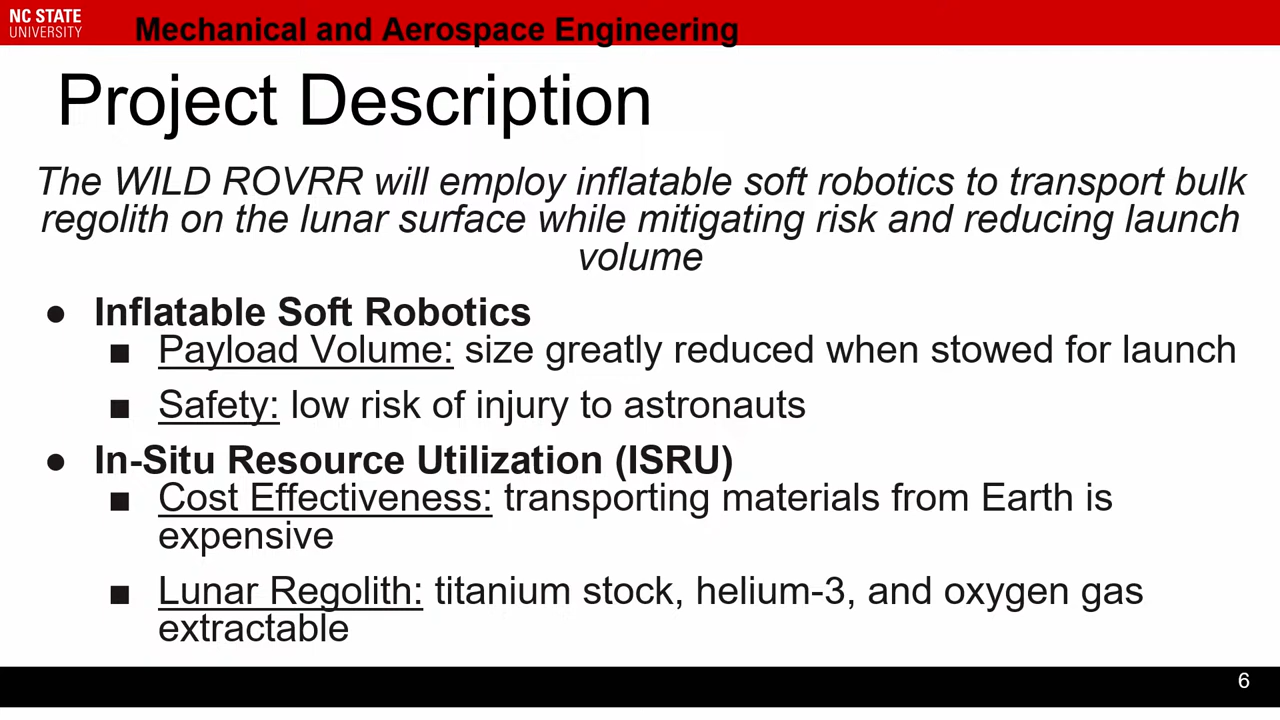 NC STATE
UNIVERSITY
Mechanical and Aerospace Engineering
Project Description
The WILD ROVRR will employ inflatable soft robotics to transport bulk
regolith on the lunar surface while mitigating risk and reducing launch
volume
● Inflatable Soft Robotics
■ Payload Volume: size greatly reduced when stowed for launch
■ Safety: low risk of injury to astronauts
● In-Situ Resource Utilization (ISRU)
■ Cost Effectiveness: transporting materials from Earth is
expensive
■ Lunar Regolith: titanium stock, helium-3, and oxygen gas
extractable
6